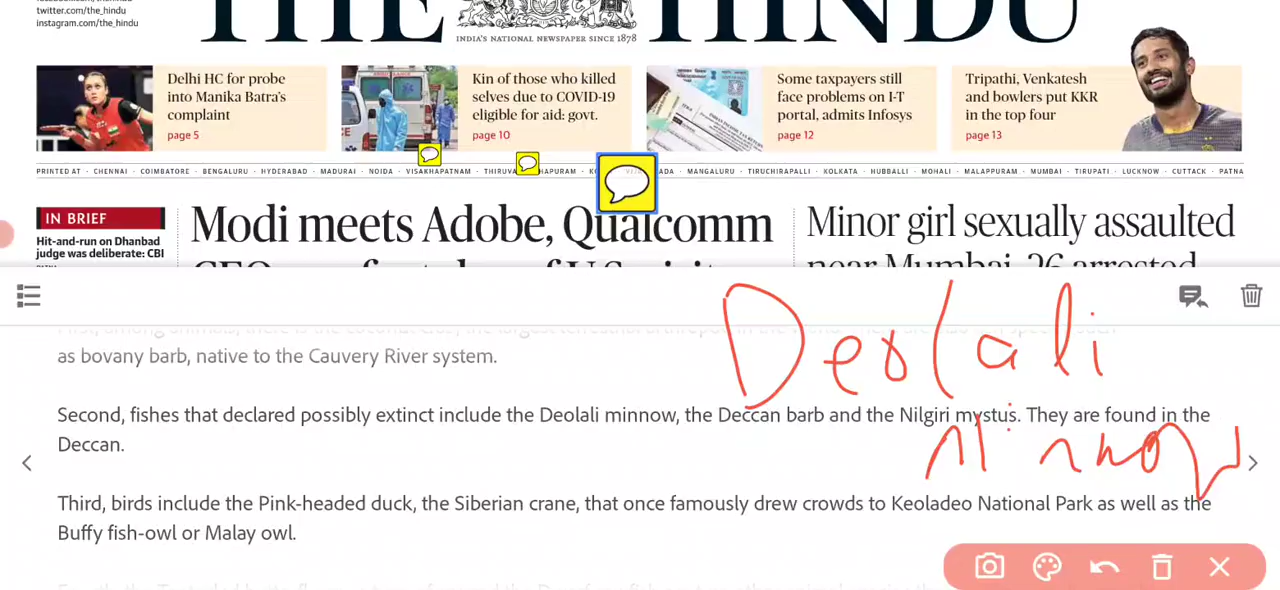 twitter.com/the_hindu
instagram.com/the_hindu
THE HINDU
INDIA'S NATIONAL NEWSPAPER SINCE 1878
Delhi HC for probe
into Manika Batra's
complaint
page 5
Kin of those who killed
selves due to COVID-19
eligible for aid: govt.
page 10
Some taxpayers still
face problems on I-T
portal, admits Infosys
page 12
Tripathi, Venkatesh
and bowlers put KKR
in the top four
page 13
PRINTED AT · CHENNAI · COIMBATORE · BENGALURU · HYDERABAD · MADURAI · NOIDA · VISAKHAPATNAM · MANGALURU · TIRUCHIRAPALLI · KOLKATA · HUBBALLI · MOHALI · MALAPPURAM · MUMBAI · TIRUPATI · LUCKNOW · CUTTACK · PATNA
IN BRIEF
Hit-and-run on Dhanbad
judge was deliberate: CBI
Modi meets Adobe, Qualcomm
Minor girl sexually assaulted
near Mumbai, 26 arrested
Deolali
Minnow
as bovany barb, native to the Cauvery River system.
Second, fishes that declared possibly extinct include the Deolali minnow, the Deccan barb and the Nilgiri mystus. They are found in the
Deccan.
Third, birds include the Pink-headed duck, the Siberian crane, that once famously drew crowds to Keoladeo National Park as well as the
Buffy fish-owl or Malay owl.